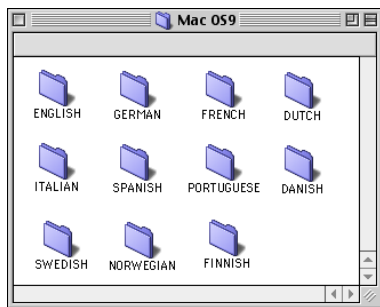 Mac OS9
ENGLISH GERMAN FRENCH DUTCH
ITALIAN SPANISH PORTUGUESE DANISH
SWEDISH NORWEGIAN FINNISH